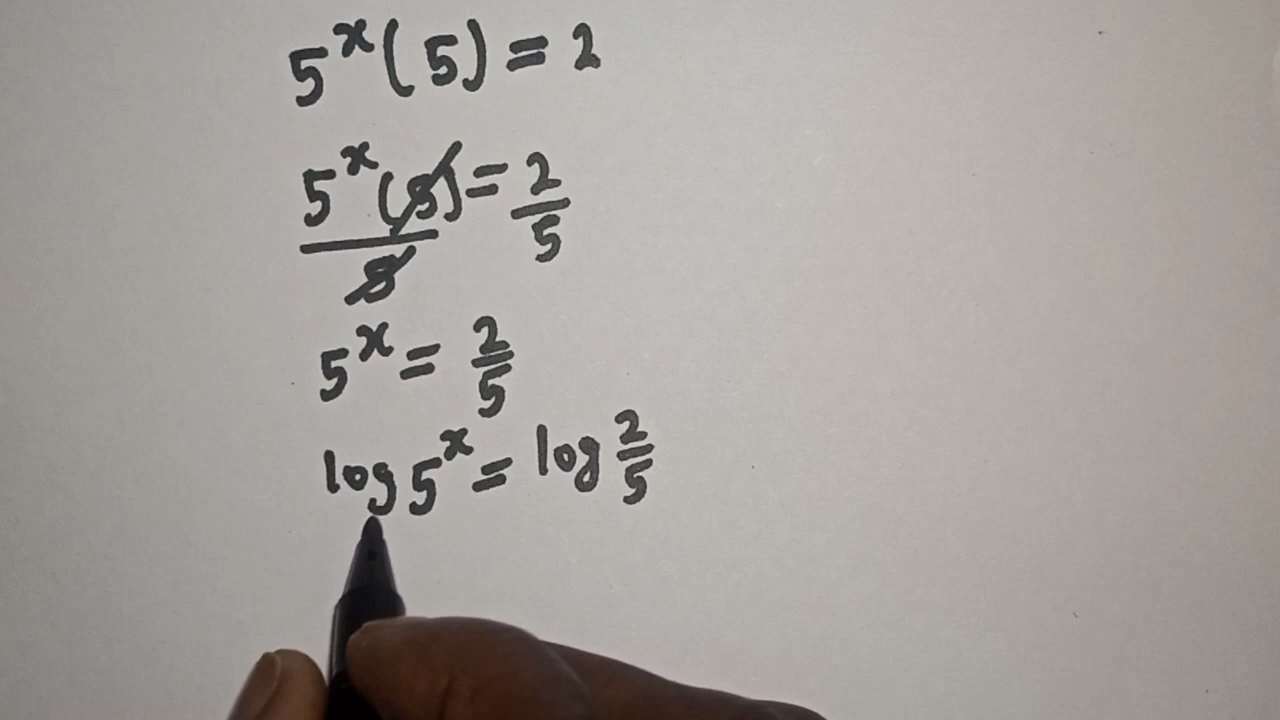 5^x(5) = 2
5^x(5)/5 = 2/5
5^x = 2/5
log 5^x = log 2/5